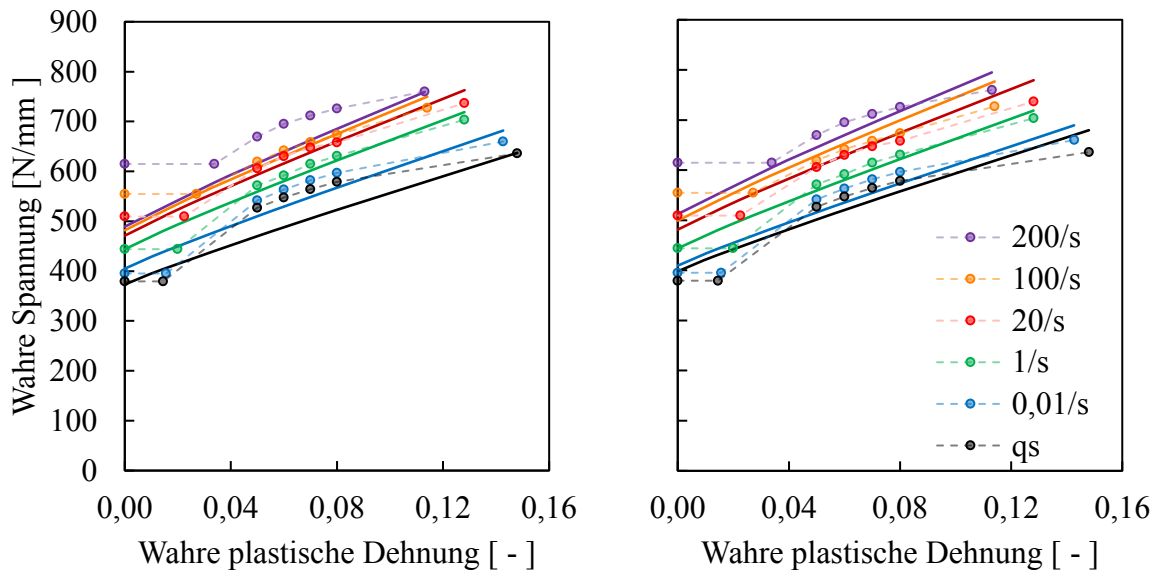 900
800
700
600
500
400
300
200
100
0
Wahre Spannung [N/mm ]
0,00 0,04 0,08 0,12 0,16
Wahre plastische Dehnung [ - ]
200/s
100/s
20/s
1/s
0,01/s
qs
0,00 0,04 0,08 0,12 0,16
Wahre plastische Dehnung [ - ]